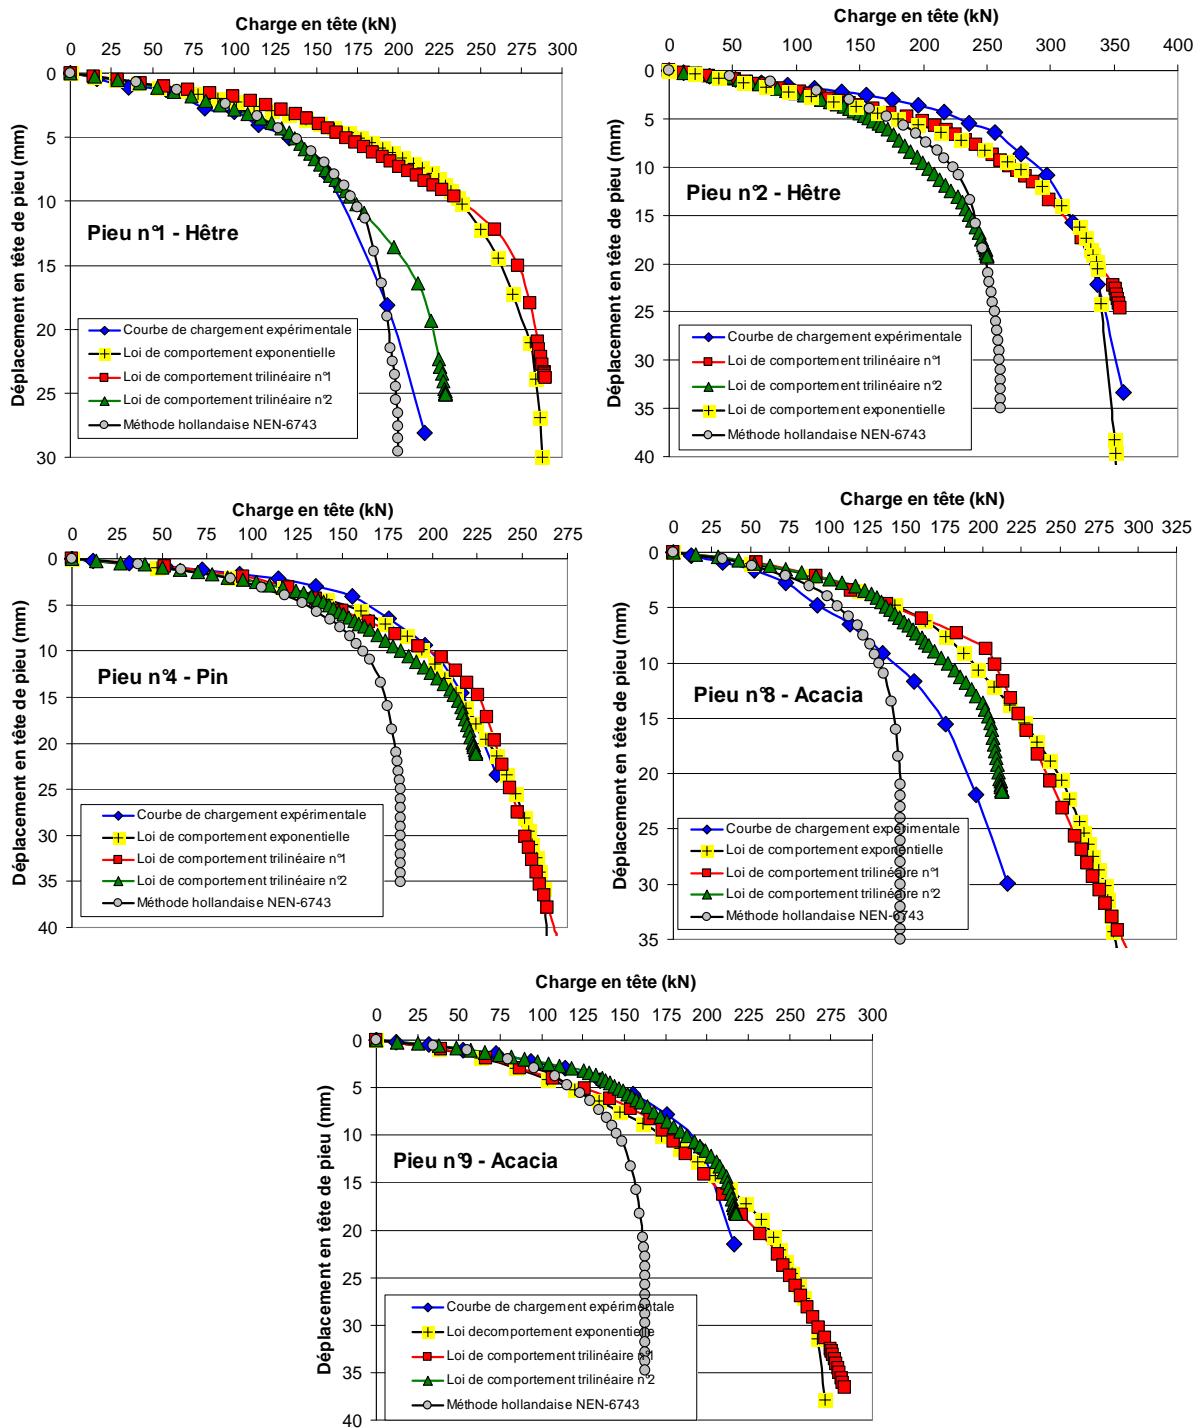 Charge en tête (kN)
0 25 50 75 100 125 150 175 200 225 250 275 300
Déplacement en tête de pieu (mm)
0
5
10
15
20
25
30
Pieu n°1 - Hêtre
Courbe de chargement expérimentale
Loi de comportement exponentielle
Loi de comportement trilinéaire n°1
Loi de comportement trilinéaire n°2
Méthode hollandaise NEN-6743
Charge en tête (kN)
0 50 100 150 200 250 300 350 400
Déplacement en tête de pieu (mm)
0
5
10
15
20
25
30
35
40
Pieu n°2 - Hêtre
Courbe de chargement expérimentale
Loi de comportement trilinéaire n°1
Loi de comportement trilinéaire n°2
Loi de comportement exponentielle
Méthode hollandaise NEN-6743
Charge en tête (kN)
0 25 50 75 100 125 150 175 200 225 250 275
Déplacement en tête de pieu (mm)
0
5
10
15
20
25
30
35
40
Pieu n°4 - Pin
Courbe de chargement expérimentale
Loi de comportement exponentielle
Loi de comportement trilinéaire n°1
Loi de comportement trilinéaire n°2
Méthode hollandaise NEN-6743
Charge en tête (kN)
0 25 50 75 100 125 150 175 200 225 250 275 300 325
Déplacement en tête de pieu (mm)
0
5
10
15
20
25
30
35
Pieu n°8 - Acacia
Courbe de chargement expérimentale
Loi de comportement exponentielle
Loi de comportement trilinéaire n°1
Loi de comportement trilinéaire n°2
Méthode hollandaise NEN-6743
Charge en tête (kN)
0 25 50 75 100 125 150 175 200 225 250 275 300
Déplacement en tête de pieu (mm)
0
5
10
15
20
25
30
35
40
Pieu n°9 - Acacia
Courbe de chargement expérimentale
Loi decomportement exponentielle
Loi de comportement trilinéaire n°1
Loi de comportement trilinéaire n°2
Méthode hollandaise NEN-6743